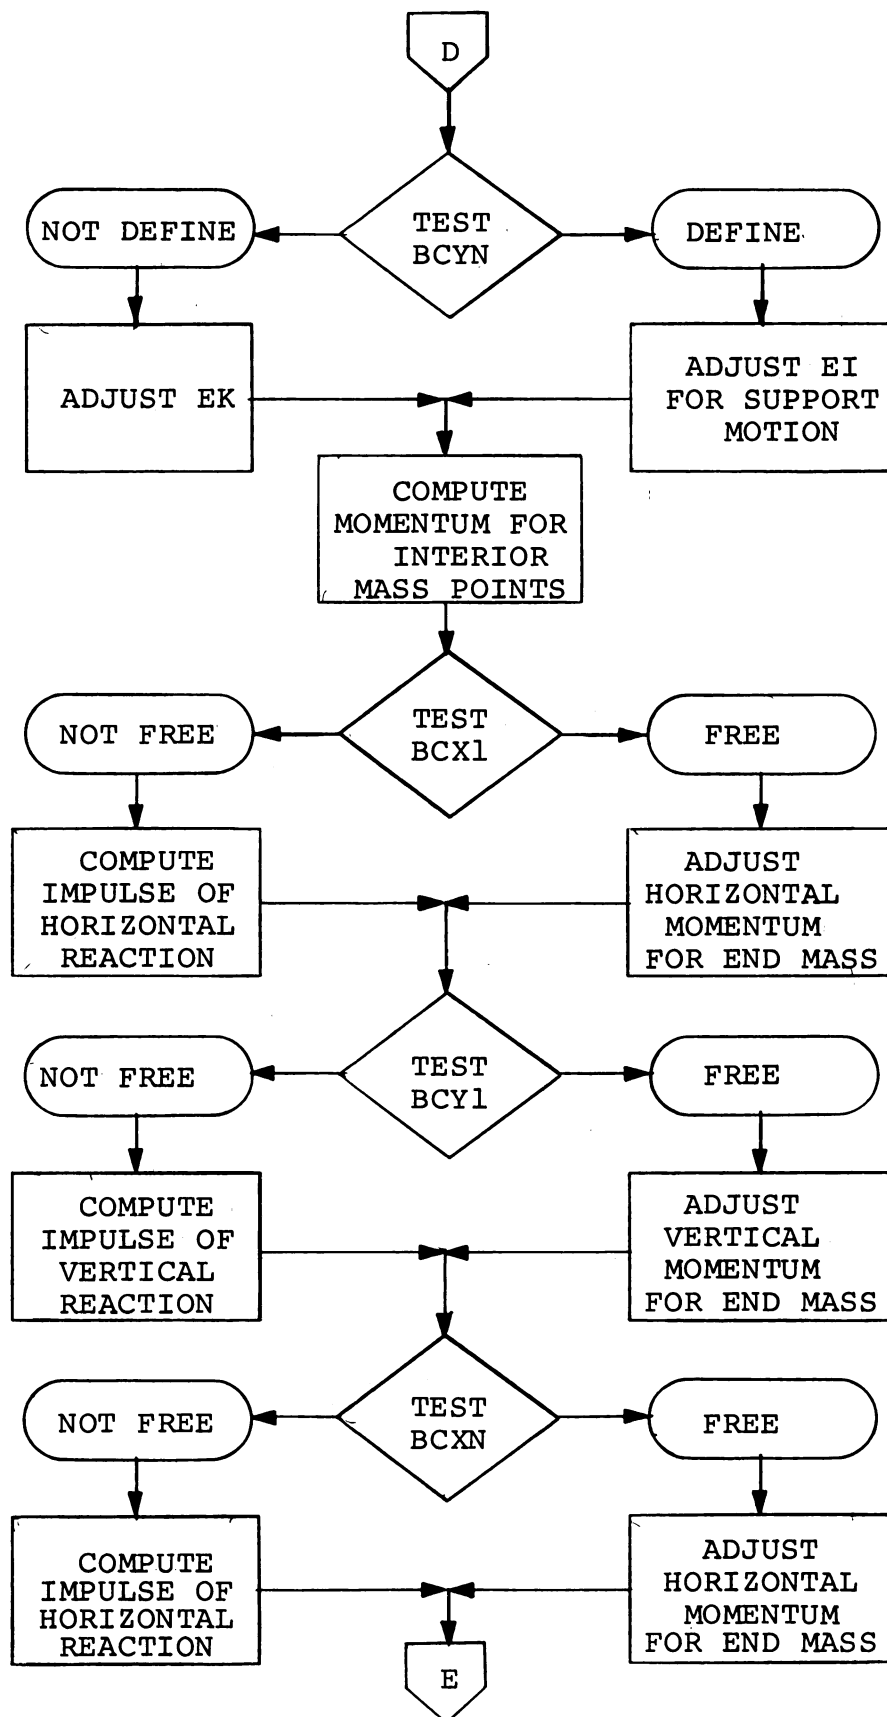 D
TEST
BCYN
NOT DEFINE
DEFINE
ADJUST EK
ADJUST EI
FOR SUPPORT
MOTION
COMPUTE
MOMENTUM FOR
INTERIOR
MASS POINTS
TEST
BCX1
NOT FREE
FREE
COMPUTE
IMPULSE OF
HORIZONTAL
REACTION
ADJUST
HORIZONTAL
MOMENTUM
FOR END MASS
TEST
BCY1
NOT FREE
FREE
COMPUTE
IMPULSE OF
VERTICAL
REACTION
ADJUST
VERTICAL
MOMENTUM
FOR END MASS
TEST
BCXN
NOT FREE
FREE
COMPUTE
IMPULSE OF
HORIZONTAL
REACTION
ADJUST
HORIZONTAL
MOMENTUM
FOR END MASS
E